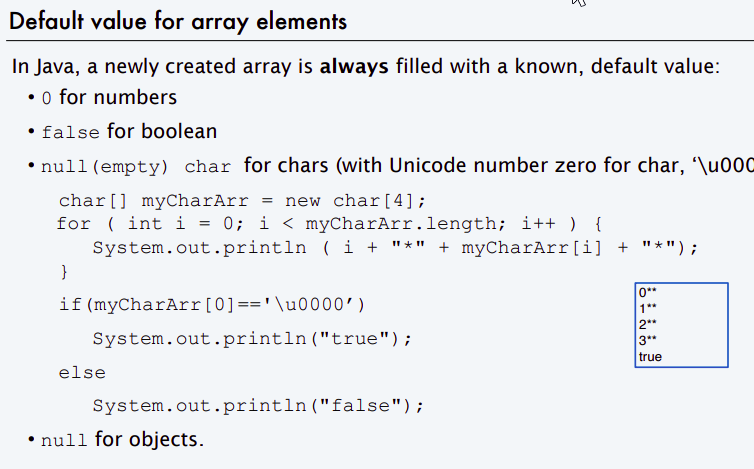 Default value for array elements
In Java, a newly created array is always filled with a known, default value:
• 0 for numbers
• false for boolean
• null(empty) char for chars (with Unicode number zero for char, ‘\u000
char[] myCharArr = new char[4];
for ( int i = 0; i < myCharArr.length; i++ ) {
System.out.println ( i + "*" + myCharArr[i] + "*");
}
if(myCharArr[0]=='\u0000’)
System.out.println("true");
else
System.out.println("false");
0**
1**
2**
3**
true
• null for objects.